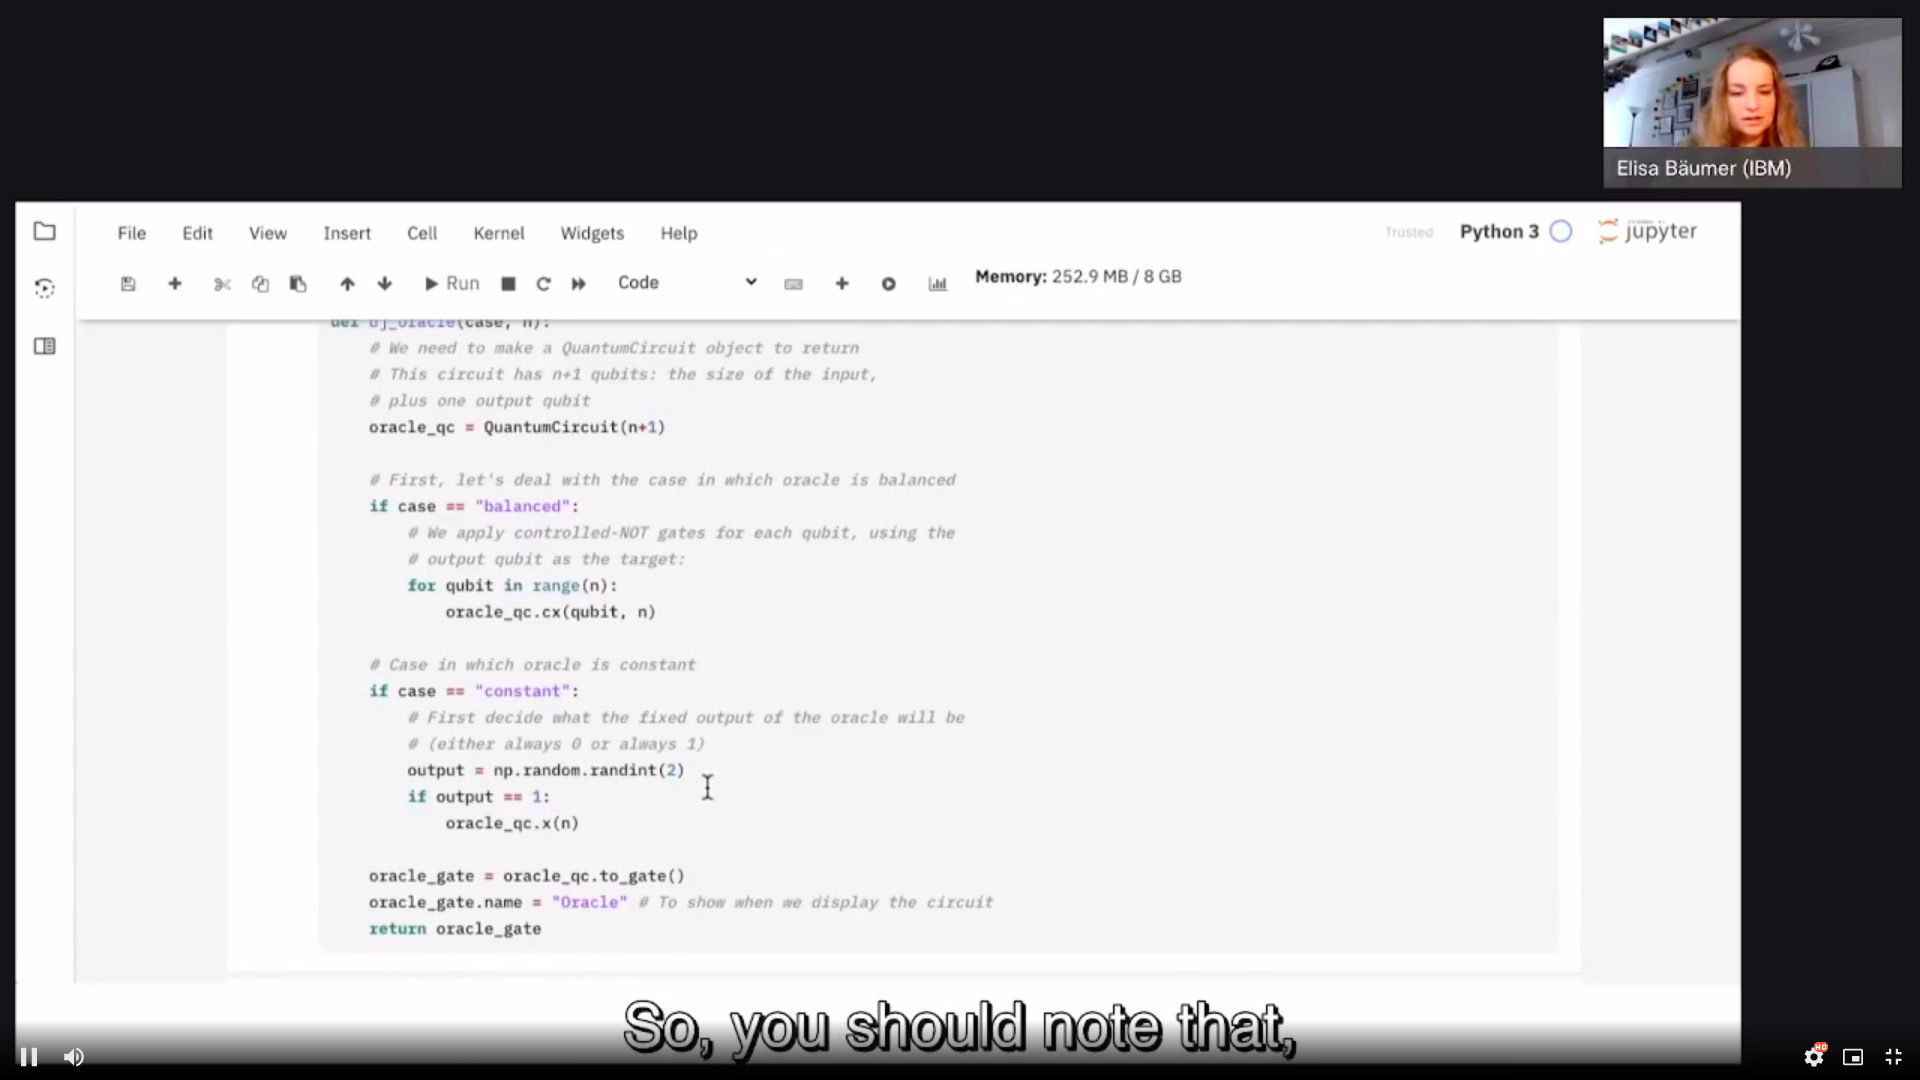 Elisa Bäumer (IBM)
File Edit View Insert Cell Kernel Widgets Help Trusted Python 3 jupyter
Run Code Memory: 252.9 MB / 8 GB
def dj_oracle(case, n):
# We need to make a QuantumCircuit object to return
# This circuit has n+1 qubits: the size of the input,
# plus one output qubit
oracle_qc = QuantumCircuit(n+1)
# First, let's deal with the case in which oracle is balanced
if case == "balanced":
# We apply controlled-NOT gates for each qubit, using the
# output qubit as the target:
for qubit in range(n):
oracle_qc.cx(qubit, n)
# Case in which oracle is constant
if case == "constant":
# First decide what the fixed output of the oracle will be
# (either always 0 or always 1)
output = np.random.randint(2)
if output == 1:
oracle_qc.x(n)
oracle_gate = oracle_qc.to_gate()
oracle_gate.name = "Oracle" # To show when we display the circuit
return oracle_gate
So, you should note that,
HD